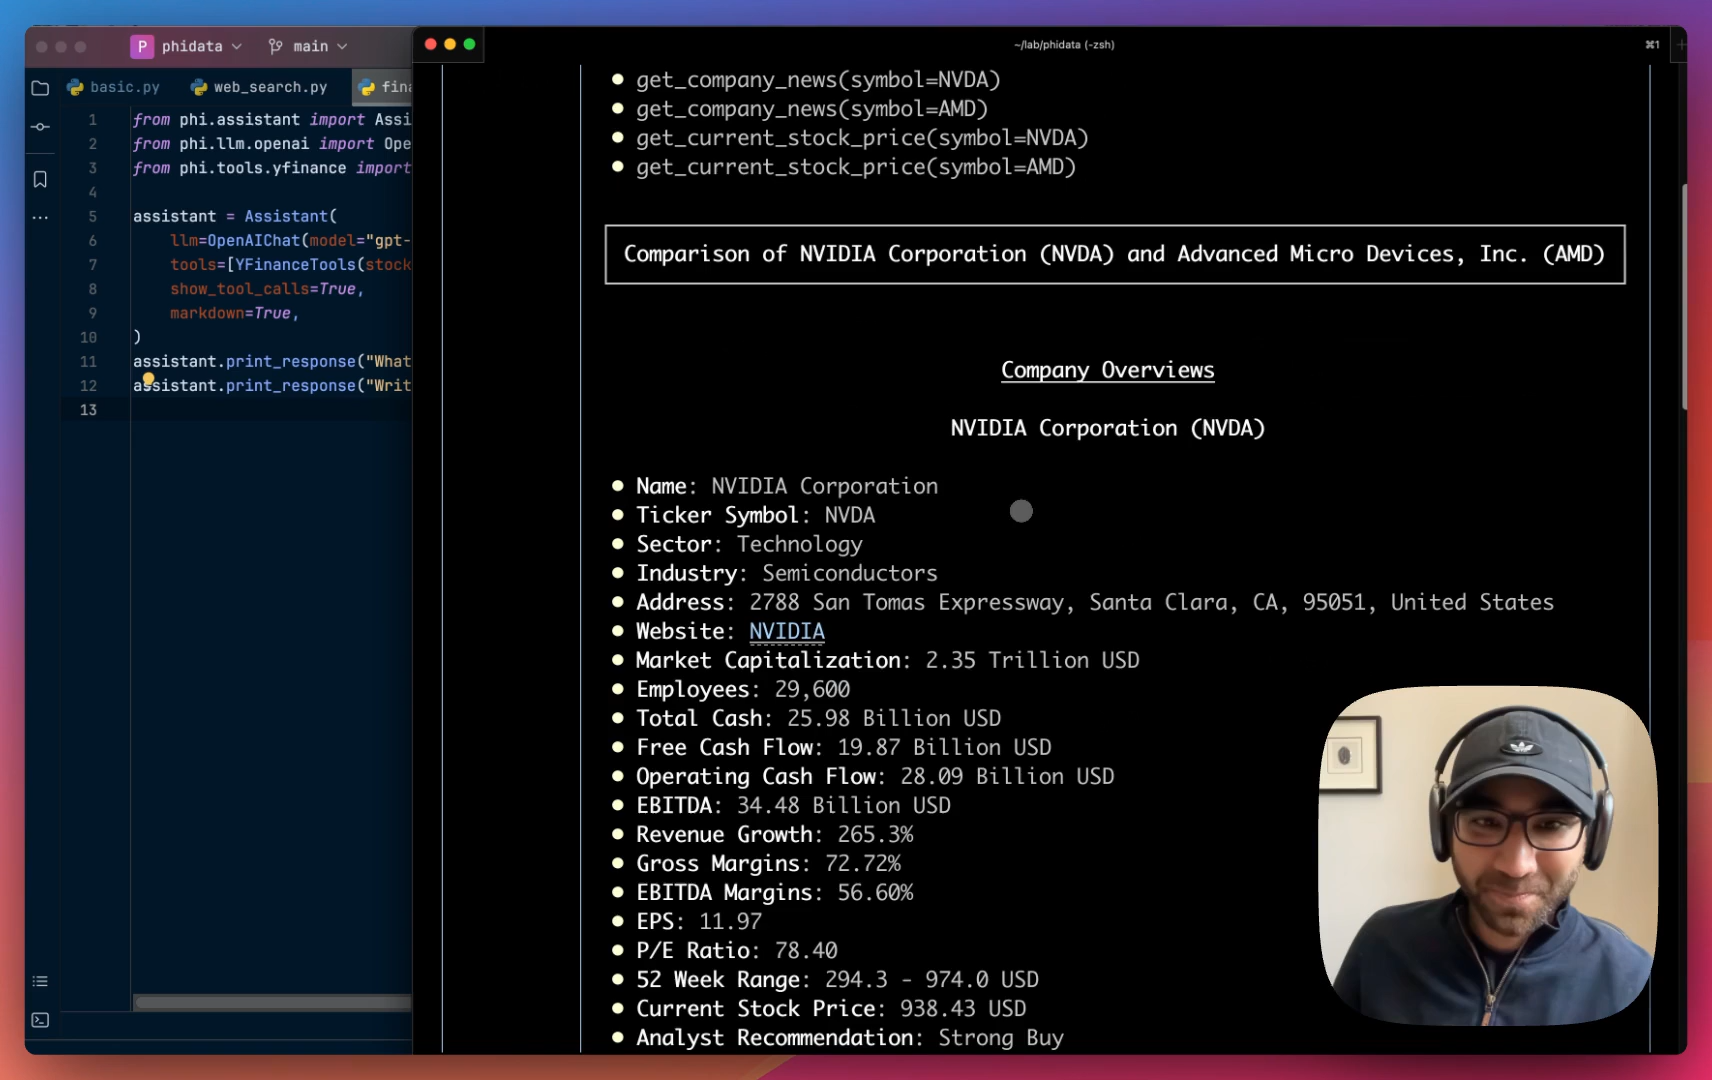 phidata
main
~/lab/phidata (-zsh)
⌘1
basic.py
web_search.py
fina
1 from phi.assistant import Assi
2 from phi.llm.openai import Ope
3 from phi.tools.yfinance import
4
5 assistant = Assistant(
6 llm=OpenAIChat(model="gpt-
7 tools=[YFinanceTools(stock
8 show_tool_calls=True,
9 markdown=True,
10 )
11 assistant.print_response("What
12 assistant.print_response("Writ
13
• get_company_news(symbol=NVDA)
• get_company_news(symbol=AMD)
• get_current_stock_price(symbol=NVDA)
• get_current_stock_price(symbol=AMD)
Comparison of NVIDIA Corporation (NVDA) and Advanced Micro Devices, Inc. (AMD)
Company Overviews
NVIDIA Corporation (NVDA)
• Name: NVIDIA Corporation
• Ticker Symbol: NVDA
• Sector: Technology
• Industry: Semiconductors
• Address: 2788 San Tomas Expressway, Santa Clara, CA, 95051, United States
• Website: NVIDIA
• Market Capitalization: 2.35 Trillion USD
• Employees: 29,600
• Total Cash: 25.98 Billion USD
• Free Cash Flow: 19.87 Billion USD
• Operating Cash Flow: 28.09 Billion USD
• EBITDA: 34.48 Billion USD
• Revenue Growth: 265.3%
• Gross Margins: 72.72%
• EBITDA Margins: 56.60%
• EPS: 11.97
• P/E Ratio: 78.40
• 52 Week Range: 294.3 - 974.0 USD
• Current Stock Price: 938.43 USD
• Analyst Recommendation: Strong Buy